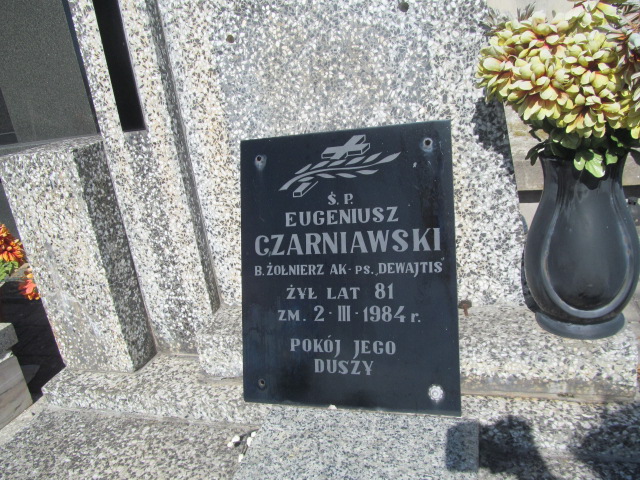 Ś. P.
EUGENIUSZ
CZARNIAWSKI
B. ŻOŁNIERZ AK - PS. „DEWAJTIS"
ŻYŁ LAT 81
ZM. 2 · III · 1984 r.
POKÓJ JEGO
DUSZY